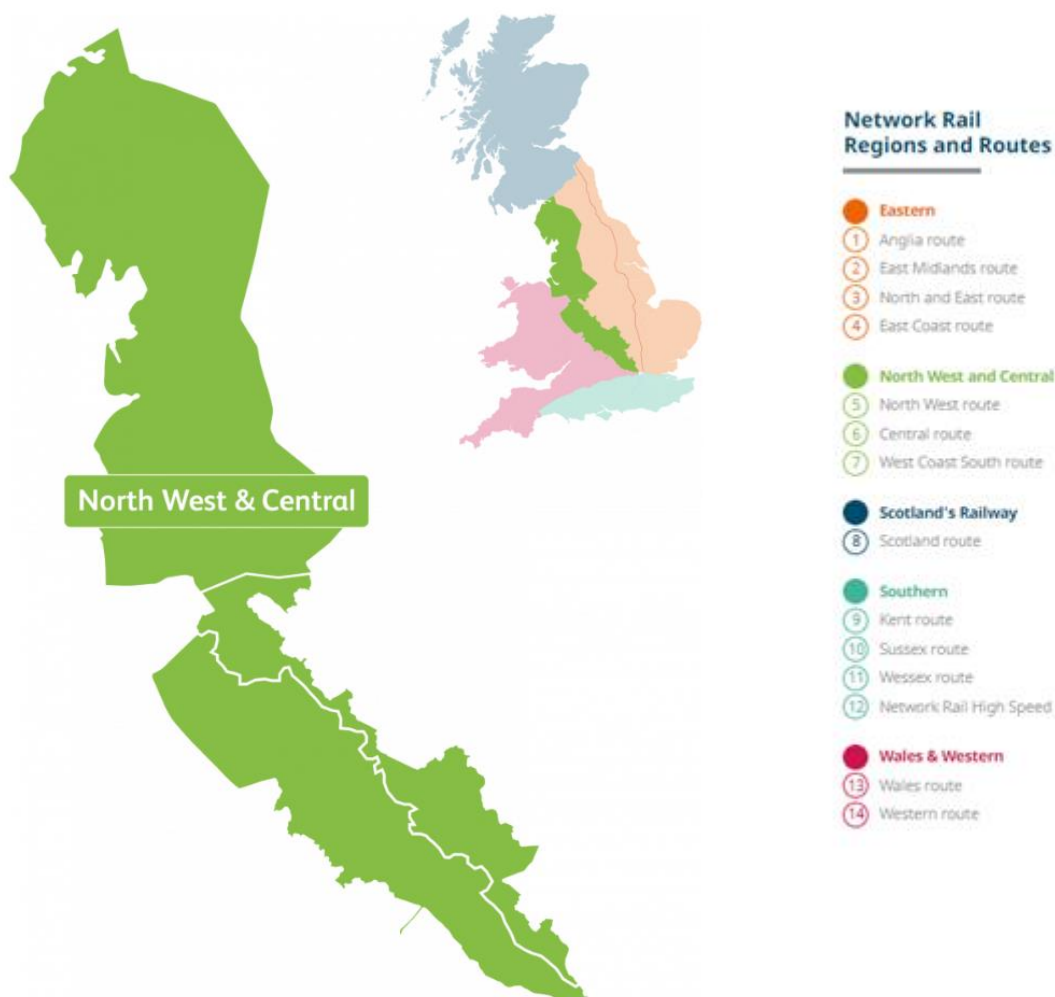 North West & Central
Network Rail
Regions and Routes
Eastern
1 Anglia route
2 East Midlands route
3 North and East route
4 East Coast route
North West and Central
5 North West route
6 Central route
7 West Coast South route
Scotland's Railway
8 Scotland route
Southern
9 Kent route
10 Sussex route
11 Wessex route
12 Network Rail High Speed
Wales & Western
13 Wales route
14 Western route